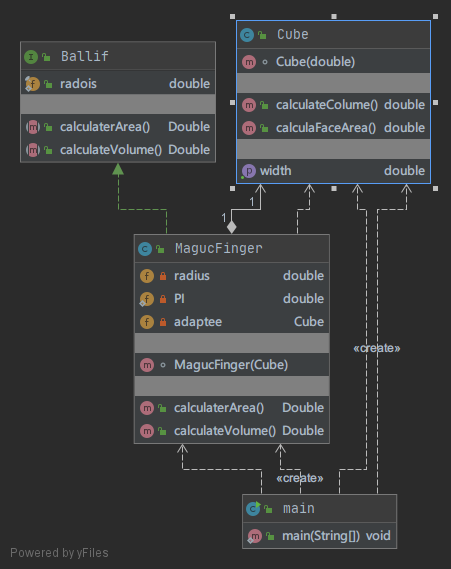 Ballif
radois double
calculaterArea() Double
calculateVolume() Double
Cube
Cube(double)
calculateColume() double
calculaFaceArea() double
width double
1
1
MagucFinger
radius double
PI double
adaptee Cube
MagucFinger(Cube)
calculaterArea() Double
calculateVolume() Double
«create»
«create»
main
main(String[]) void
Powered by yFiles